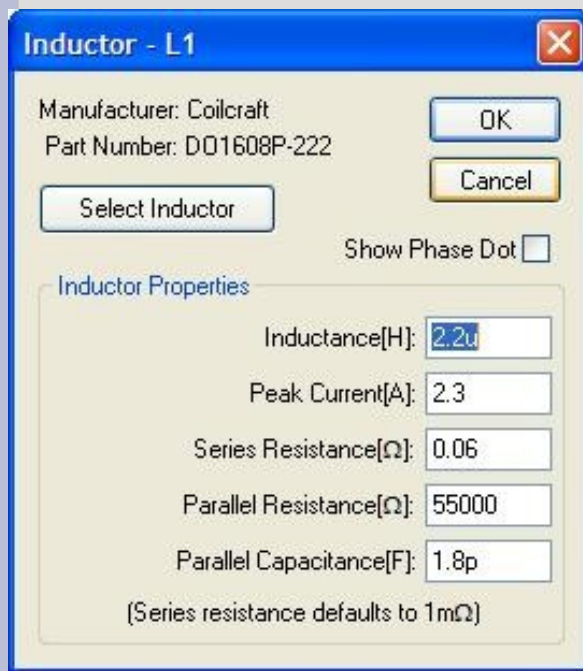 Inductor - L1
Manufacturer: Coilcraft
Part Number: DO1608P-222
OK
Cancel
Select Inductor
Show Phase Dot
Inductor Properties
Inductance[H]: 2.2u
Peak Current[A]: 2.3
Series Resistance[Ω]: 0.06
Parallel Resistance[Ω]: 55000
Parallel Capacitance[F]: 1.8p
(Series resistance defaults to 1mΩ)